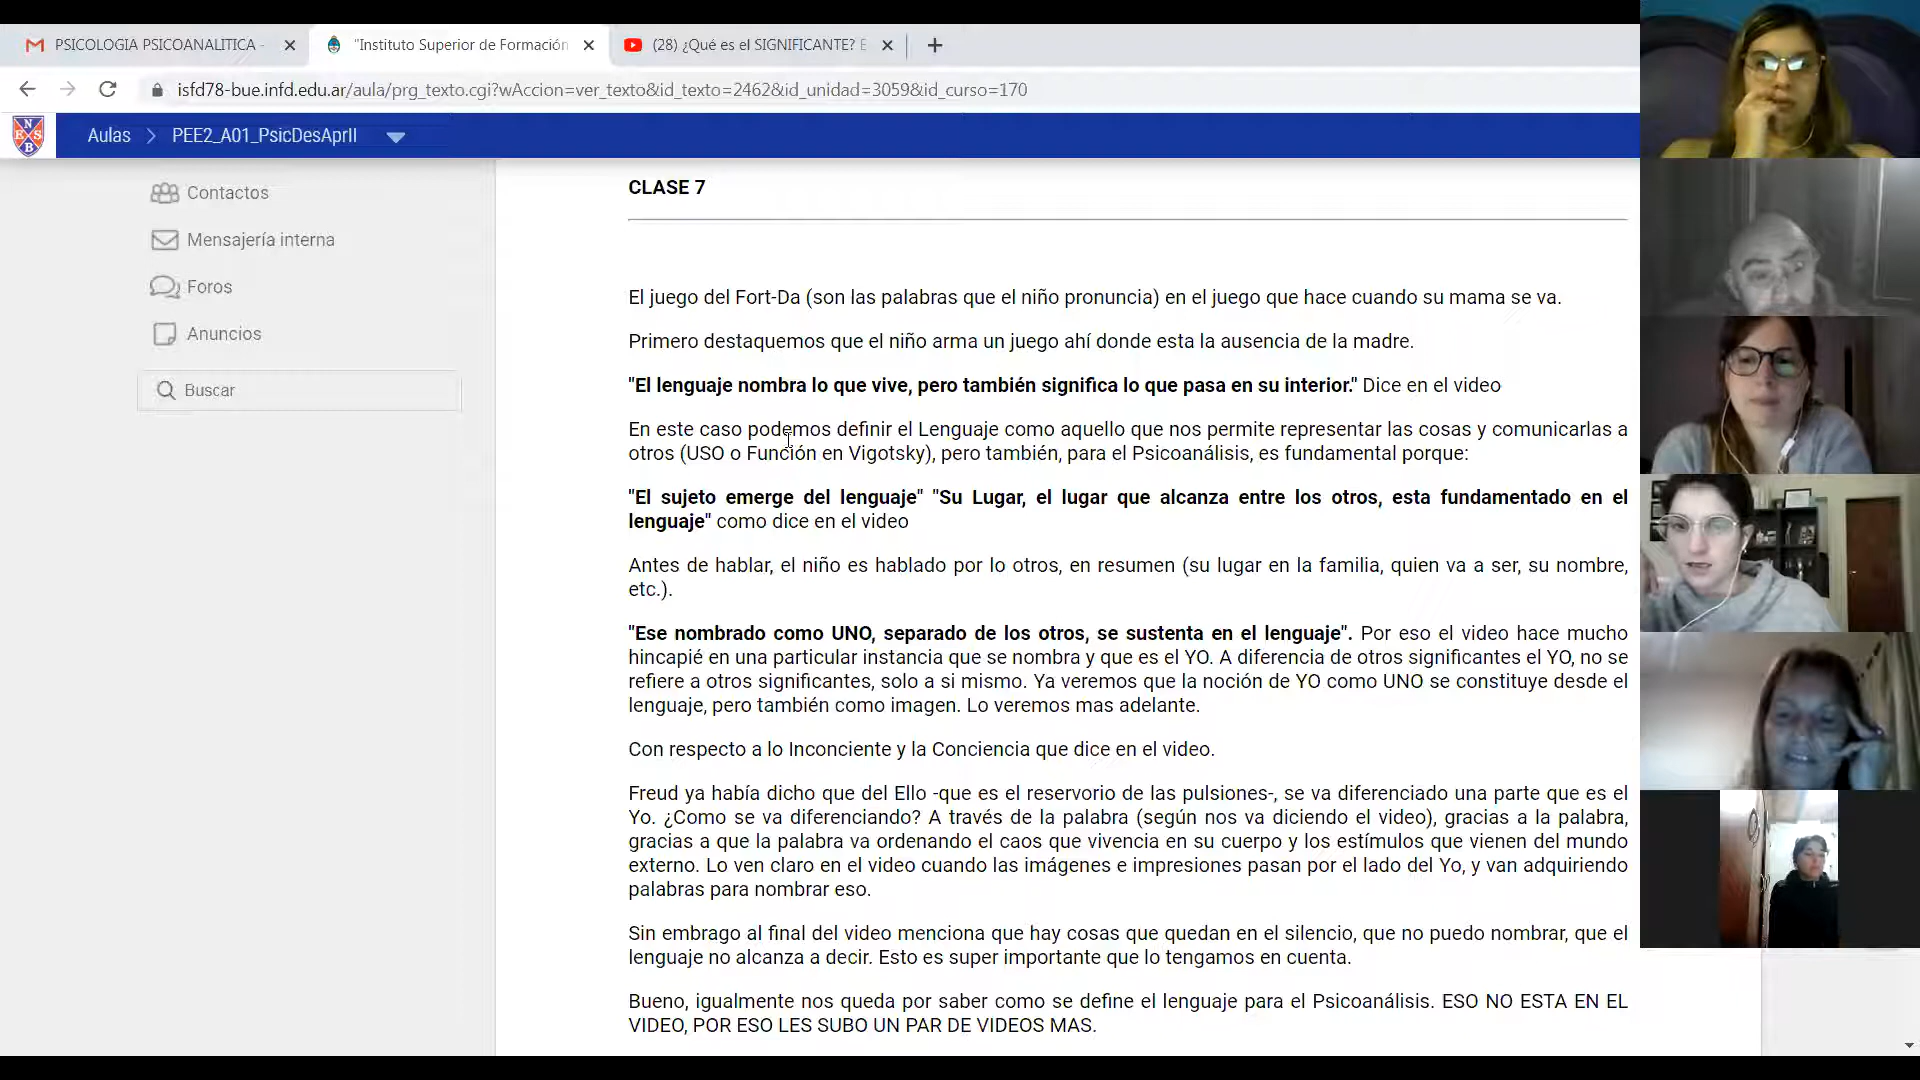 PSICOLOGIA PSICOANALITICA -
"Instituto Superior de Formación
(28) ¿Qué es el SIGNIFICANTE? E
isfd78-bue.infd.edu.ar/aula/prg_texto.cgi?wAccion=ver_texto&id_texto=2462&id_unidad=3059&id_curso=170
Aulas > PEE2_A01_PsicDesAprII
Contactos
Mensajería interna
Foros
Anuncios
Buscar
CLASE 7
El juego del Fort-Da (son las palabras que el niño pronuncia) en el juego que hace cuando su mama se va.
Primero destaquemos que el niño arma un juego ahí donde esta la ausencia de la madre.
"El lenguaje nombra lo que vive, pero también significa lo que pasa en su interior." Dice en el video
En este caso podemos definir el Lenguaje como aquello que nos permite representar las cosas y comunicarlas a
otros (USO o Función en Vigotsky), pero también, para el Psicoanálisis, es fundamental porque:
"El sujeto emerge del lenguaje" "Su Lugar, el lugar que alcanza entre los otros, esta fundamentado en el
lenguaje" como dice en el video
Antes de hablar, el niño es hablado por lo otros, en resumen (su lugar en la familia, quien va a ser, su nombre,
etc.).
"Ese nombrado como UNO, separado de los otros, se sustenta en el lenguaje". Por eso el video hace mucho
hincapié en una particular instancia que se nombra y que es el YO. A diferencia de otros significantes el YO, no se
refiere a otros significantes, solo a si mismo. Ya veremos que la noción de YO como UNO se constituye desde el
lenguaje, pero también como imagen. Lo veremos mas adelante.
Con respecto a lo Inconciente y la Conciencia que dice en el video.
Freud ya había dicho que del Ello -que es el reservorio de las pulsiones-, se va diferenciado una parte que es el
Yo. ¿Como se va diferenciando? A través de la palabra (según nos va diciendo el video), gracias a la palabra,
gracias a que la palabra va ordenando el caos que vivencia en su cuerpo y los estímulos que vienen del mundo
externo. Lo ven claro en el video cuando las imágenes e impresiones pasan por el lado del Yo, y van adquiriendo
palabras para nombrar eso.
Sin embrago al final del video menciona que hay cosas que quedan en el silencio, que no puedo nombrar, que el
lenguaje no alcanza a decir. Esto es super importante que lo tengamos en cuenta.
Bueno, igualmente nos queda por saber como se define el lenguaje para el Psicoanálisis. ESO NO ESTA EN EL
VIDEO, POR ESO LES SUBO UN PAR DE VIDEOS MAS.